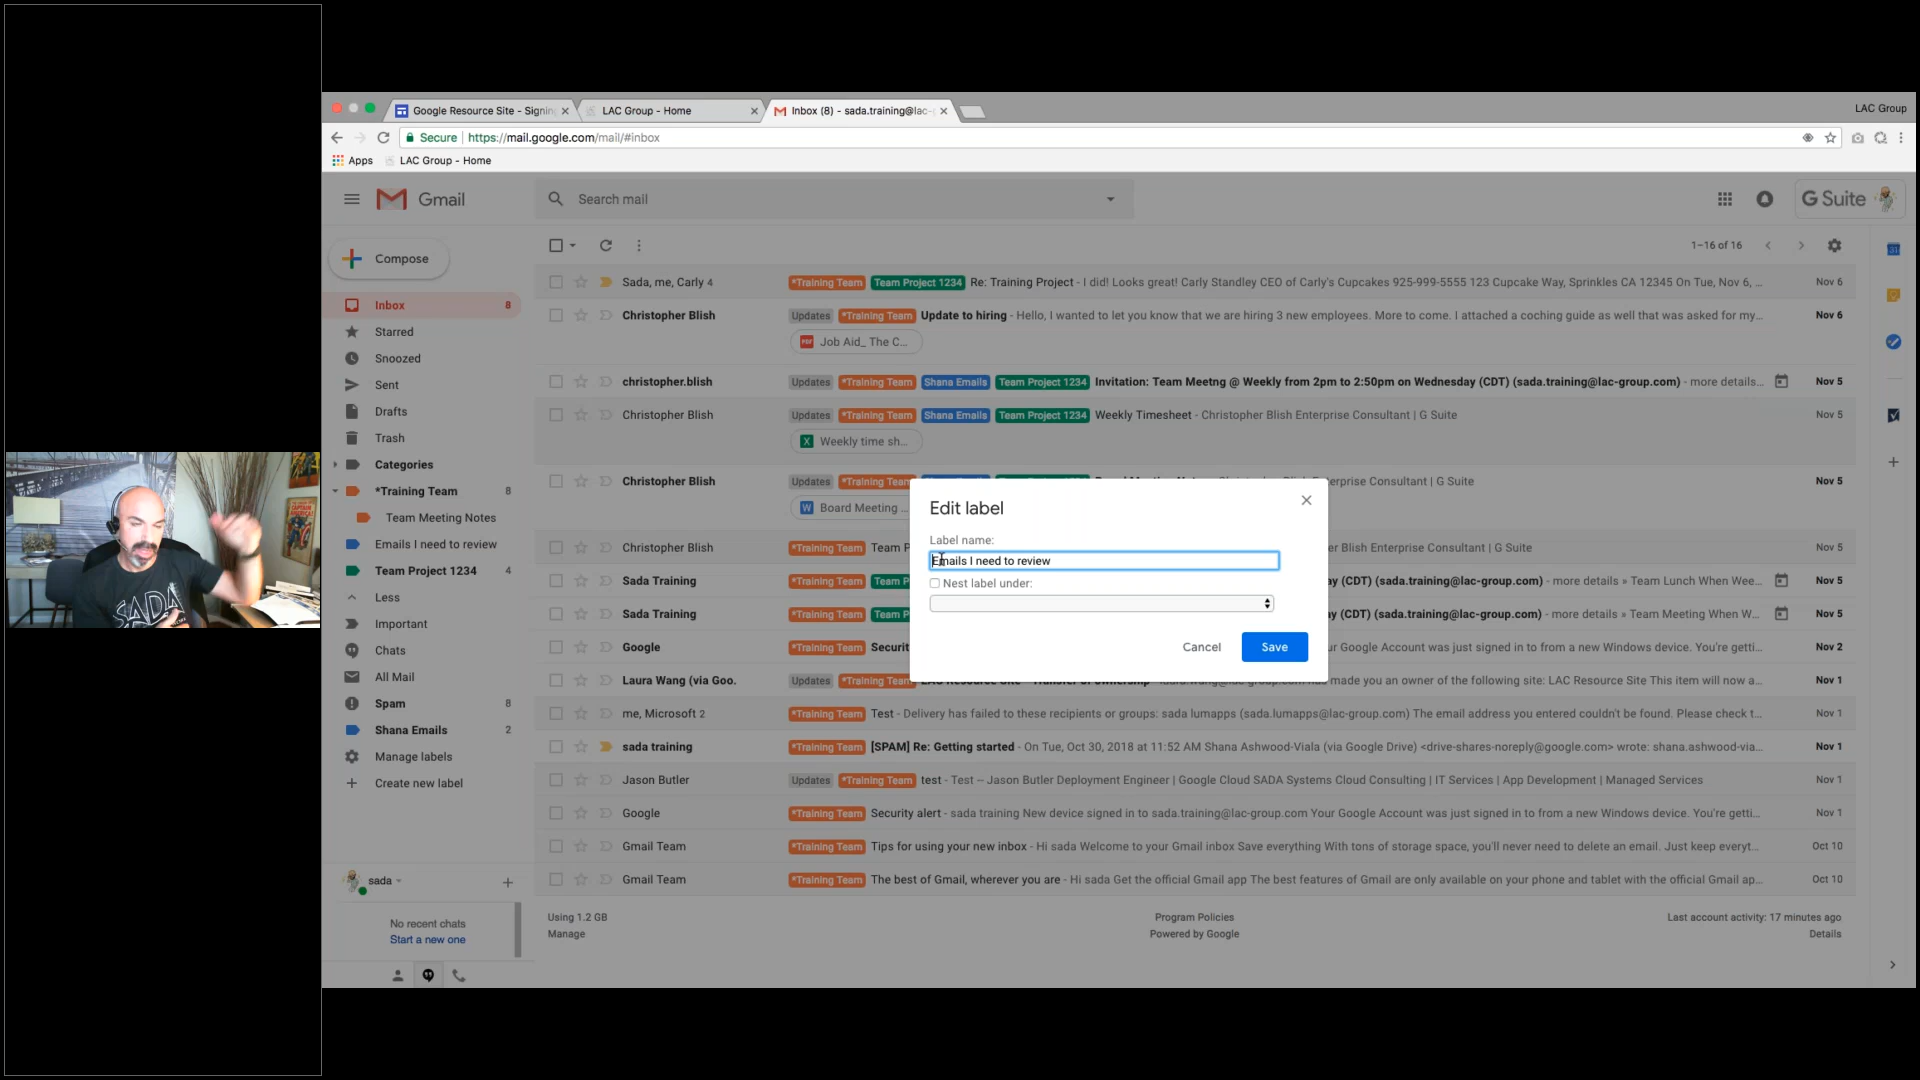 Google Resource Site - Signin
LAC Group - Home
Inbox (8) - sada.training@lac-
LAC Group
Secure | https://mail.google.com/mail/#inbox
Apps
LAC Group - Home
Gmail
Search mail
G Suite
Compose
1–16 of 16
Inbox 8
Starred
Snoozed
Sent
Drafts
Trash
Categories
*Training Team 8
Team Meeting Notes
Emails I need to review
Team Project 1234 4
Less
Important
Chats
All Mail
Spam 8
Shana Emails 2
Manage labels
Create new label
sada
No recent chats
Start a new one
Sada, me, Carly 4 *Training Team Team Project 1234 Re: Training Project - I did! Looks great! Carly Standley CEO of Carly's Cupcakes 925-999-5555 123 Cupcake Way, Sprinkles CA 12345 On Tue, Nov 6, ... Nov 6
Christopher Blish Updates *Training Team Update to hiring - Hello, I wanted to let you know that we are hiring 3 new employees. More to come. I attached a coching guide as well that was asked for my... Nov 6
PDF Job Aid_ The C...
christopher.blish Updates *Training Team Shana Emails Team Project 1234 Invitation: Team Meetng @ Weekly from 2pm to 2:50pm on Wednesday (CDT) (sada.training@lac-group.com) - more details... Nov 5
Christopher Blish Updates *Training Team Shana Emails Team Project 1234 Weekly Timesheet - Christopher Blish Enterprise Consultant | G Suite Nov 5
X Weekly time sh...
Christopher Blish Updates *Training Tea erprise Consultant | G Suite Nov 5
W Board Meeting ...
Christopher Blish *Training Team Team P er Blish Enterprise Consultant | G Suite Nov 5
Sada Training *Training Team Team P ay (CDT) (sada.training@lac-group.com) - more details » Team Lunch When Wee... Nov 5
Sada Training *Training Team Team P ay (CDT) (sada.training@lac-group.com) - more details » Team Meeting When W... Nov 5
Google *Training Team Securit ur Google Account was just signed in to from a new Windows device. You're getti... Nov 2
Laura Wang (via Goo. Updates *Training Team has made you an owner of the following site: LAC Resource Site This item will now a... Nov 1
me, Microsoft 2 *Training Team Test - Delivery has failed to these recipients or groups: sada lumapps (sada.lumapps@lac-group.com) The email address you entered couldn't be found. Please check t... Nov 1
sada training *Training Team [SPAM] Re: Getting started - On Tue, Oct 30, 2018 at 11:52 AM Shana Ashwood-Viala (via Google Drive) <drive-shares-noreply@google.com> wrote: shana.ashwood-via... Nov 1
Jason Butler Updates *Training Team test - Test -- Jason Butler Deployment Engineer | Google Cloud SADA Systems Cloud Consulting | IT Services | App Development | Managed Services Nov 1
Google *Training Team Security alert - sada training New device signed in to sada.training@lac-group.com Your Google Account was just signed in to from a new Windows device. You're getti... Nov 1
Gmail Team *Training Team Tips for using your new inbox - Hi sada Welcome to your Gmail inbox Save everything With tons of storage space, you'll never need to delete an email. Just keep everyt... Oct 10
Gmail Team *Training Team The best of Gmail, wherever you are - Hi sada Get the official Gmail app The best features of Gmail are only available on your phone and tablet with the official Gmail ap... Oct 10
Edit label
Label name:
Emails I need to review
Nest label under:
Cancel Save
Using 1.2 GB
Manage
Program Policies
Powered by Google
Last account activity: 17 minutes ago
Details
31
SADA
CAPTAIN